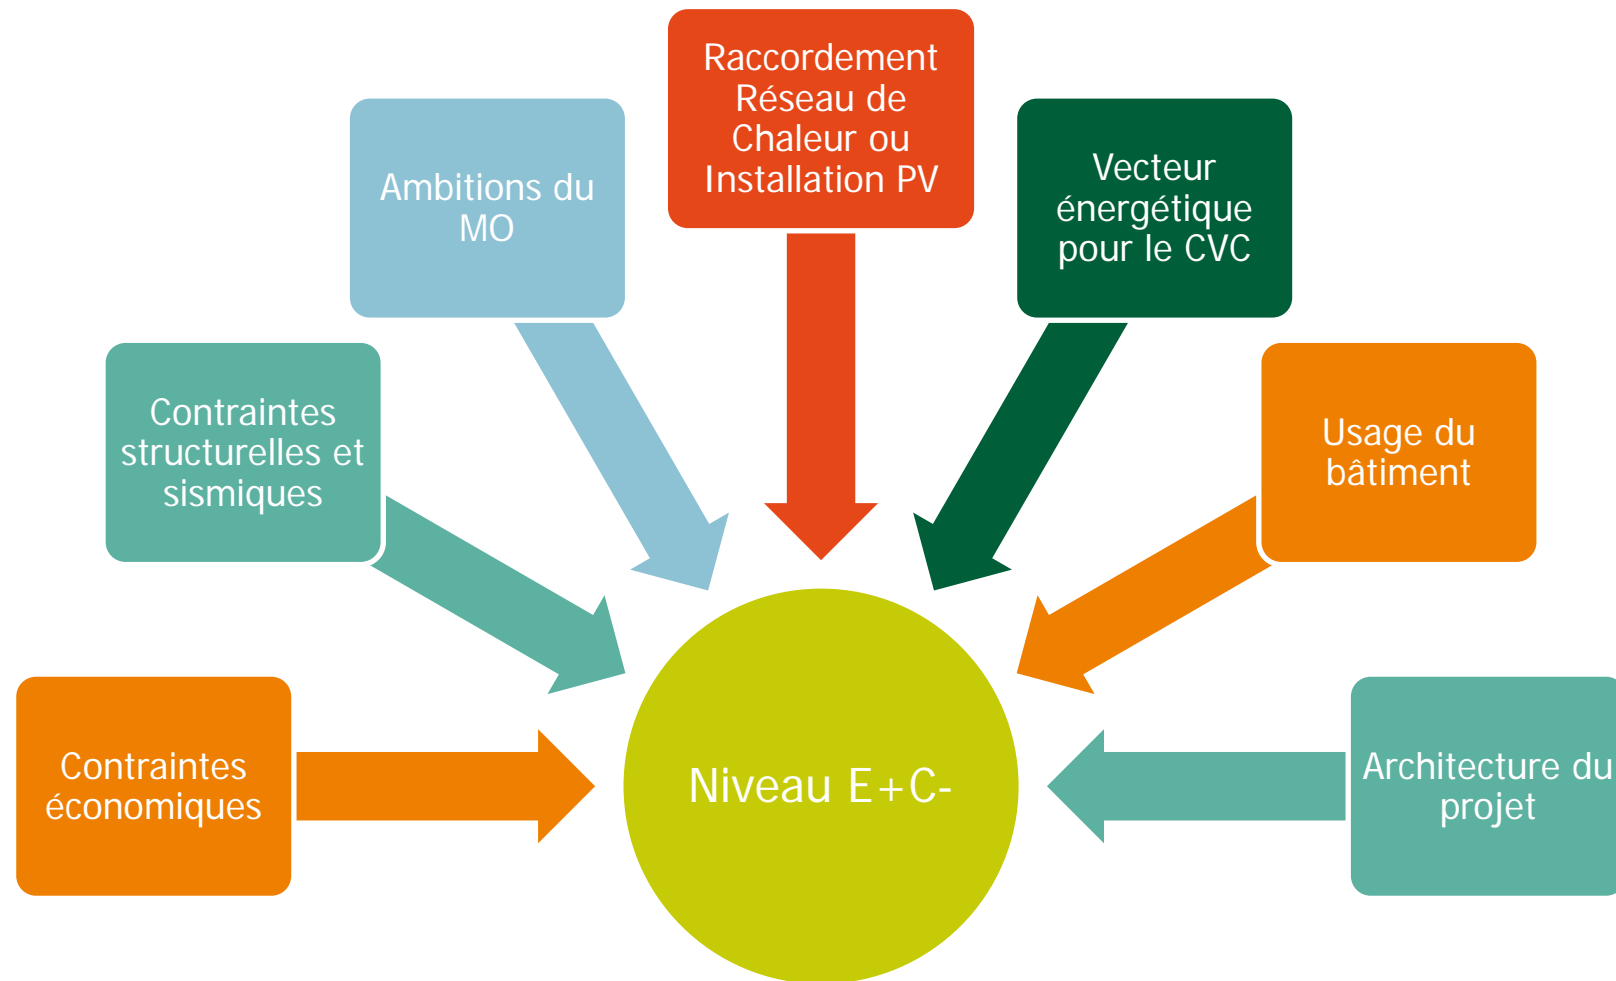 Raccordement
Réseau de
Chaleur ou
Installation PV
Ambitions du
MO
Vecteur
énergétique
pour le CVC
Contraintes
structurelles et
sismiques
Usage du
bâtiment
Contraintes
économiques
Niveau E+C-
Architecture du
projet